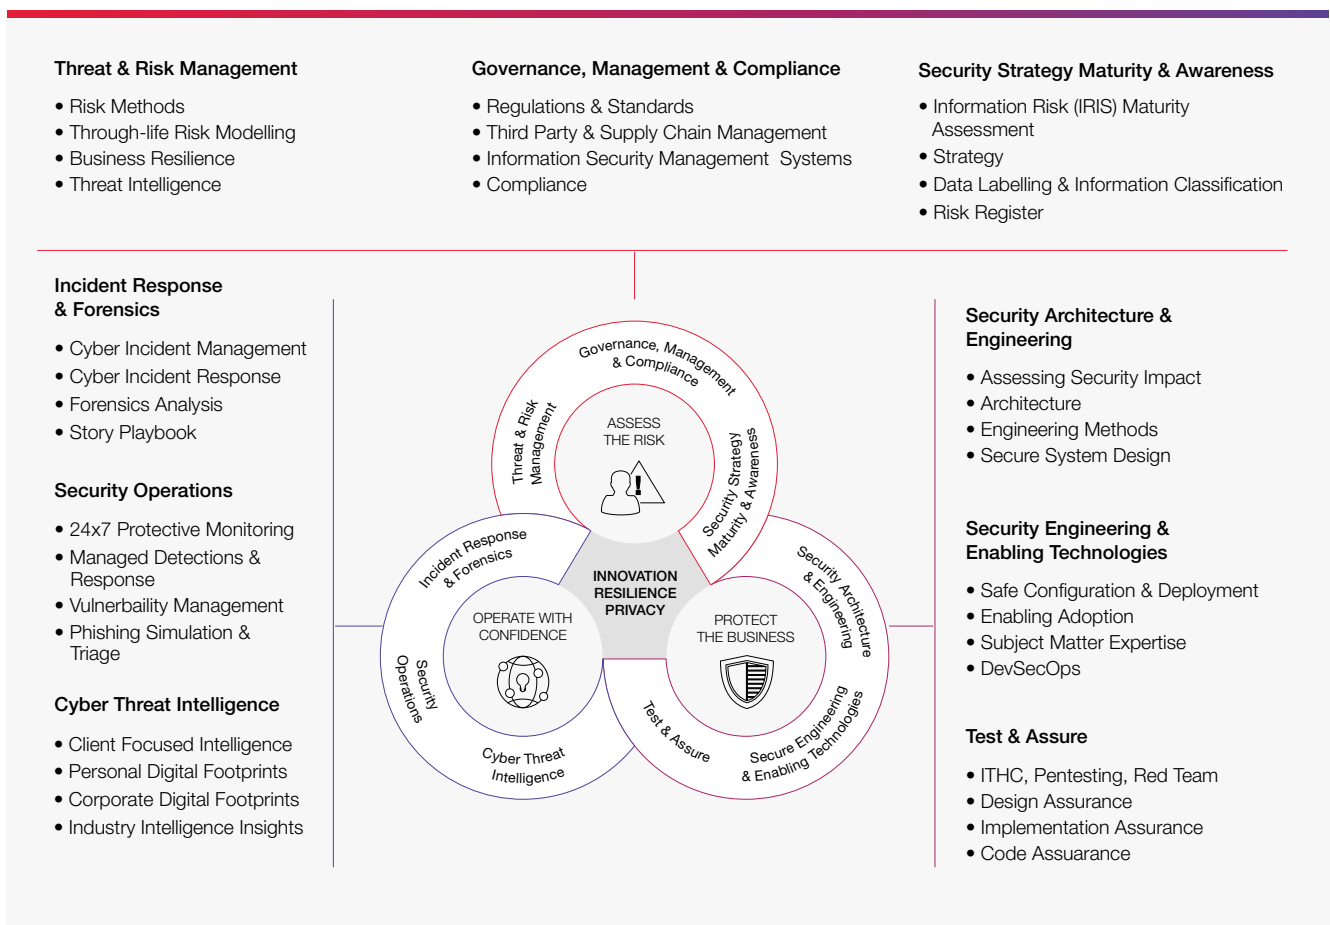 Threat & Risk Management
• Risk Methods
• Through-life Risk Modelling
• Business Resilience
• Threat Intelligence
Governance, Management & Compliance
• Regulations & Standards
• Third Party & Supply Chain Management
• Information Security Management Systems
• Compliance
Security Strategy Maturity & Awareness
• Information Risk (IRIS) Maturity
Assessment
• Strategy
• Data Labelling & Information Classification
• Risk Register
Incident Response
& Forensics
• Cyber Incident Management
• Cyber Incident Response
• Forensics Analysis
• Story Playbook
Security Operations
• 24x7 Protective Monitoring
• Managed Detections &
Response
• Vulnerbaility Management
• Phishing Simulation &
Triage
Cyber Threat Intelligence
• Client Focused Intelligence
• Personal Digital Footprints
• Corporate Digital Footprints
• Industry Intelligence Insights
Governance, Management
& Compliance
Threat & Risk
Management
Security Strategy
Maturity & Awareness
ASSESS
THE RISK
!
Incident Response
& Forensics
Security
Operations
Cyber Threat
Intelligence
OPERATE WITH
CONFIDENCE
INNOVATION
RESILIENCE
PRIVACY
PROTECT
THE BUSINESS
Security Architecture
& Engineering
Secure Engineering
& Enabling Technologies
Test & Assure
Security Architecture &
Engineering
• Assessing Security Impact
• Architecture
• Engineering Methods
• Secure System Design
Security Engineering &
Enabling Technologies
• Safe Configuration & Deployment
• Enabling Adoption
• Subject Matter Expertise
• DevSecOps
Test & Assure
• ITHC, Pentesting, Red Team
• Design Assurance
• Implementation Assurance
• Code Assuarance